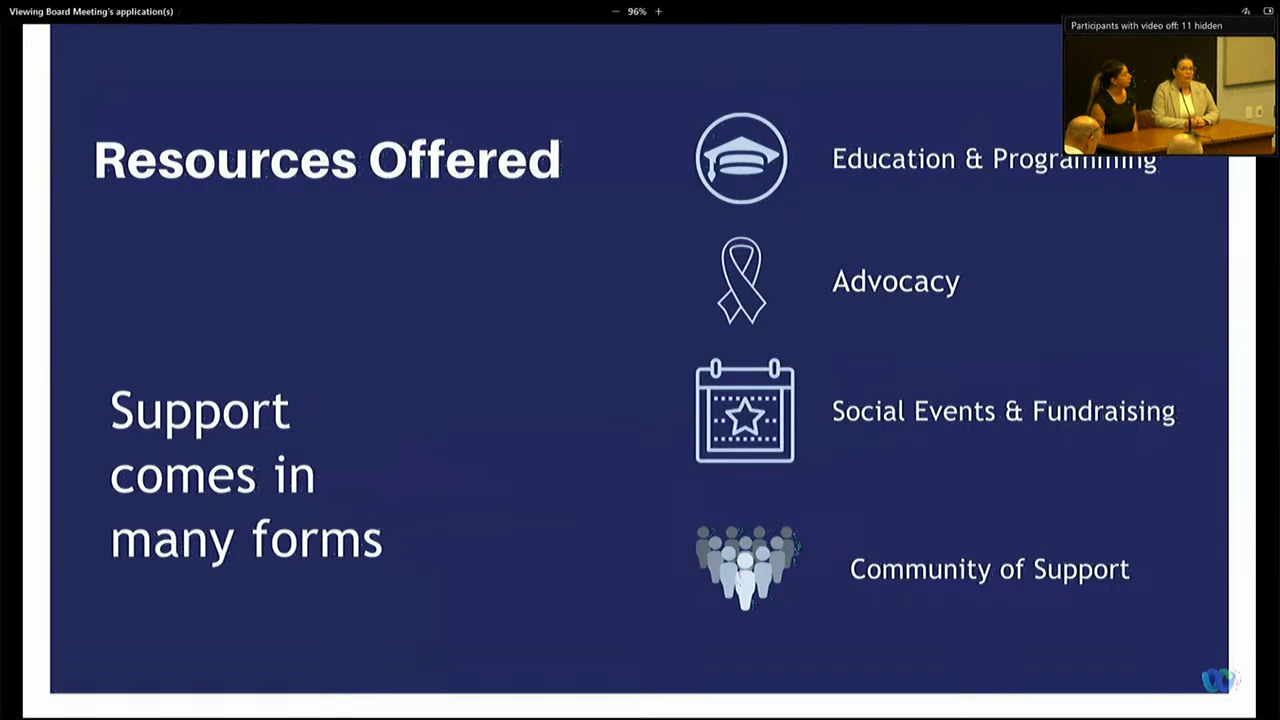 Viewing Board Meeting's application(s)
96%
Participants with video off: 11 hidden
Resources Offered
Education & Programming
Advocacy
Social Events & Fundraising
Support
comes in
many forms
Community of Support